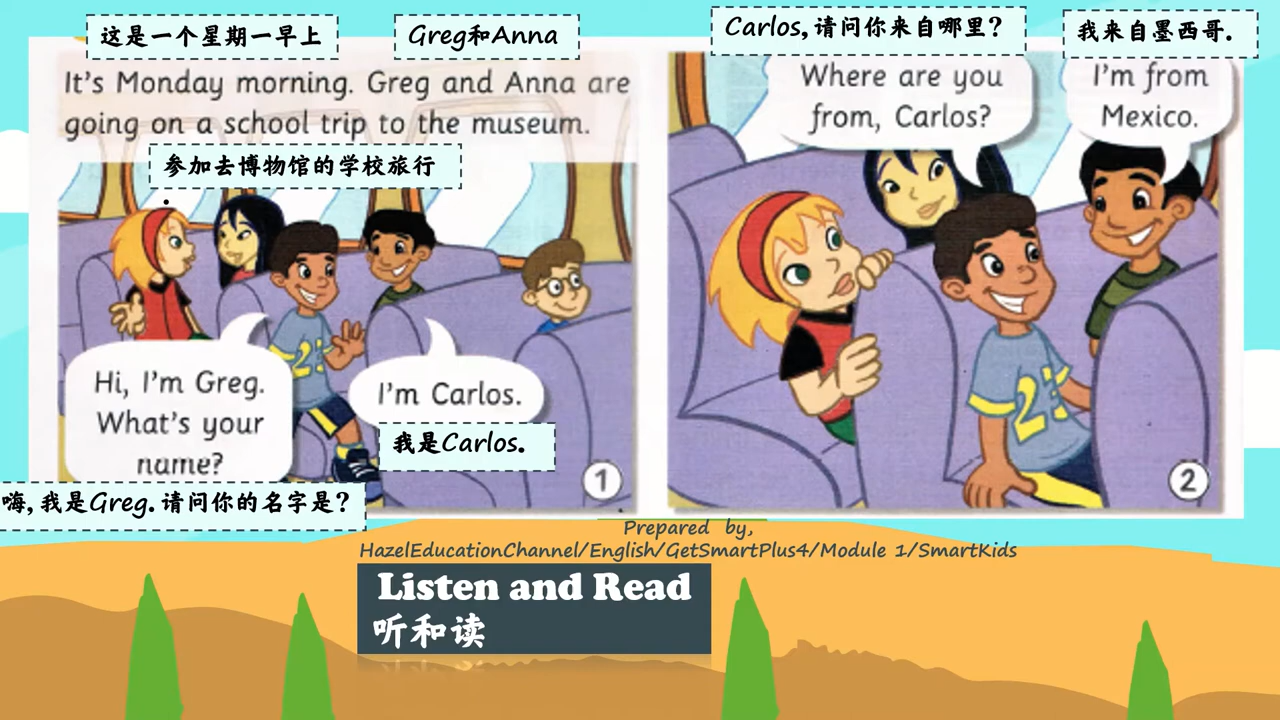 这是一个星期一早上
Greg和Anna
It's Monday morning. Greg and Anna are
going on a school trip to the museum.
参加去博物馆的学校旅行
Hi, I'm Greg.
What's your
name?
嗨,我是Greg.请问你的名字是?
I'm Carlos.
我是Carlos.
1
Carlos,请问你来自哪里?
我来自墨西哥.
Where are you
from, Carlos?
I'm from
Mexico.
2
2
2
Prepared by,
HazelEducationChannel/English/GetSmartPlus4/Module 1/SmartKids
Listen and Read
听和读